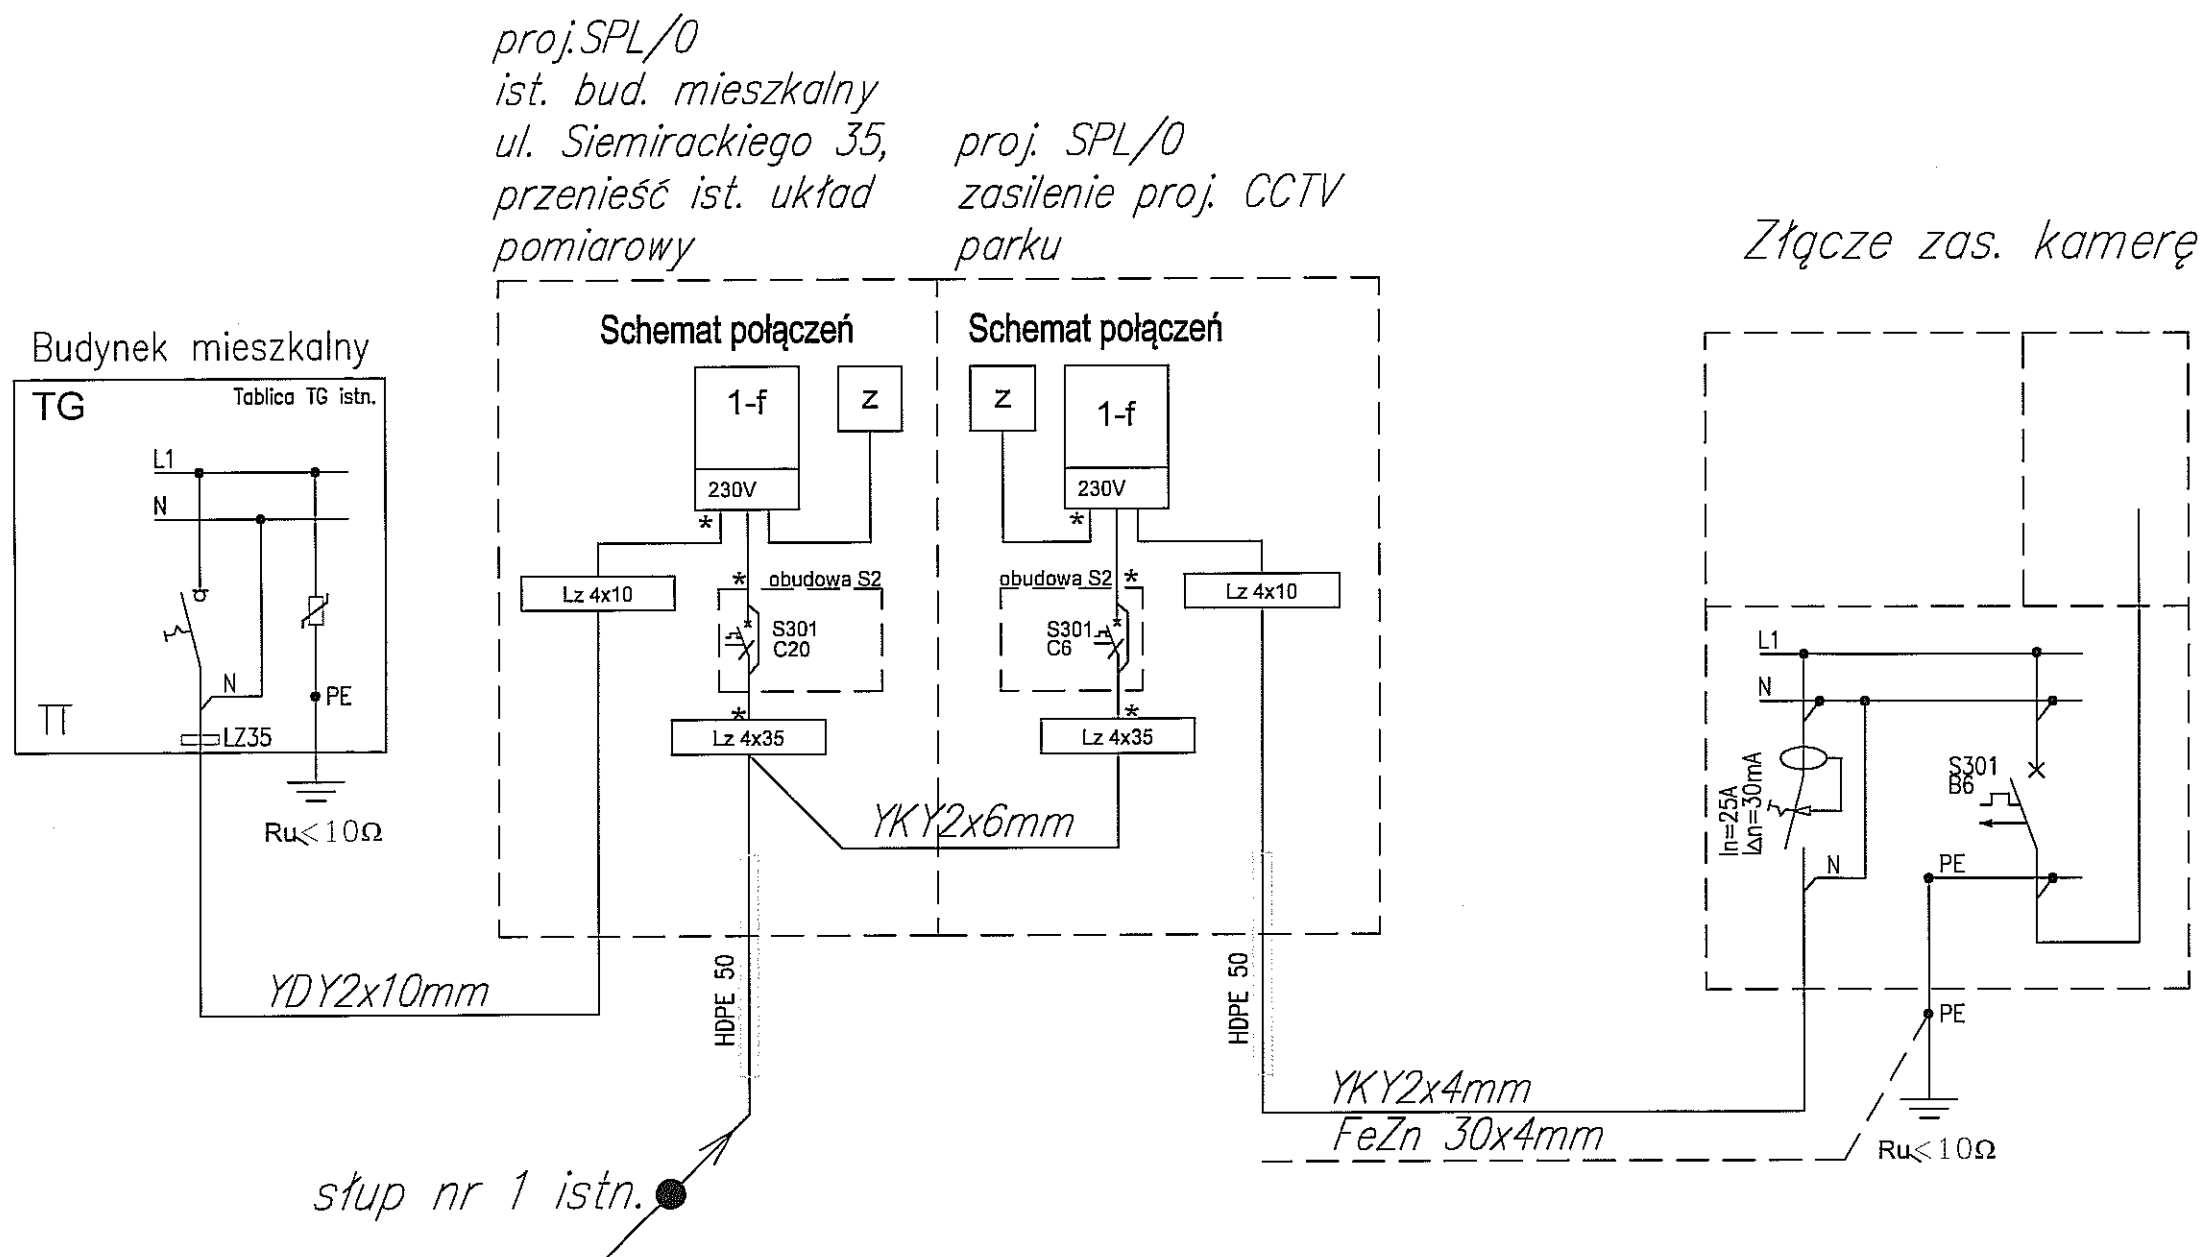 proj.SPL/0
ist. bud. mieszkalny
ul. Siemirackiego 35,
przenieść ist. układ
pomiarowy
proj. SPL/0
zasilenie proj. CCTV
parku
Złącze zas. kamerę
Budynek mieszkalny
TG
Tablica TG istn.
L1
N
N
PE
TT
LZ35
Ru<10Ω
Schemat połączeń
1-f
230V
z
*
Lz 4x10
*
obudowa S2
S301
C20
*
Lz 4x35
Schemat połączeń
z
1-f
230V
*
obudowa S2
*
Lz 4x10
S301
C6
*
Lz 4x35
YKY2x6mm
YDY2x10mm
HDPE 50
HDPE 50
słup nr 1 istn.
YKY2x4mm
FeZn 30x4mm
L1
N
In=25A
IΔn=30mA
N
S301
B6
PE
PE
Ru<10Ω